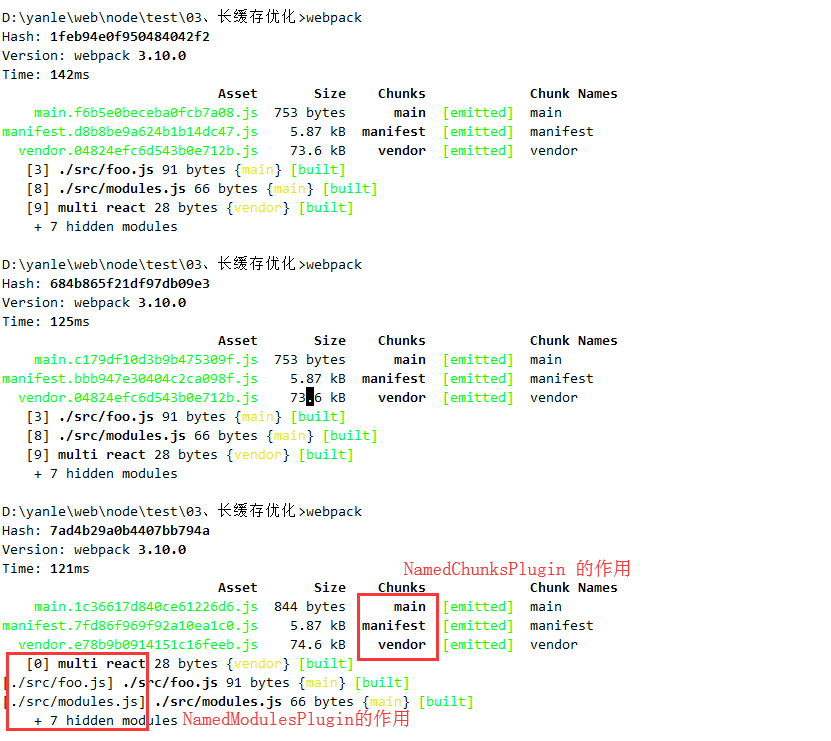 D:\yanle\web\node\test\03、长缓存优化>webpack
Hash: 1feb94e0f950484042f2
Version: webpack 3.10.0
Time: 142ms
Asset Size Chunks Chunk Names
main.f6b5e0beceba0fcb7a08.js 753 bytes main [emitted] main
manifest.d8b8be9a624b1b14dc47.js 5.87 kB manifest [emitted] manifest
vendor.04824efc6d543b0e712b.js 73.6 kB vendor [emitted] vendor
[3] ./src/foo.js 91 bytes {main} [built]
[8] ./src/modules.js 66 bytes {main} [built]
[9] multi react 28 bytes {vendor} [built]
+ 7 hidden modules
D:\yanle\web\node\test\03、长缓存优化>webpack
Hash: 684b865f21df97db09e3
Version: webpack 3.10.0
Time: 125ms
Asset Size Chunks Chunk Names
main.c179df10d3b9b475309f.js 753 bytes main [emitted] main
manifest.bbb947e30404c2ca098f.js 5.87 kB manifest [emitted] manifest
vendor.04824efc6d543b0e712b.js 73.6 kB vendor [emitted] vendor
[3] ./src/foo.js 91 bytes {main} [built]
[8] ./src/modules.js 66 bytes {main} [built]
[9] multi react 28 bytes {vendor} [built]
+ 7 hidden modules
D:\yanle\web\node\test\03、长缓存优化>webpack
Hash: 7ad4b29a0b4407bb794a
Version: webpack 3.10.0
Time: 121ms
NamedChunksPlugin 的作用
Asset Size Chunks Chunk Names
main.1c36617d840ce61226d6.js 844 bytes main [emitted] main
manifest.7fd86f969f92a10ea1c0.js 5.87 kB manifest [emitted] manifest
vendor.e78b9b0914151c16feeb.js 74.6 kB vendor [emitted] vendor
[0] multi react 28 bytes {vendor} [built]
[./src/foo.js] ./src/foo.js 91 bytes {main} [built]
[./src/modules.js] ./src/modules.js 66 bytes {main} [built]
+ 7 hidden modules NamedModulesPlugin的作用